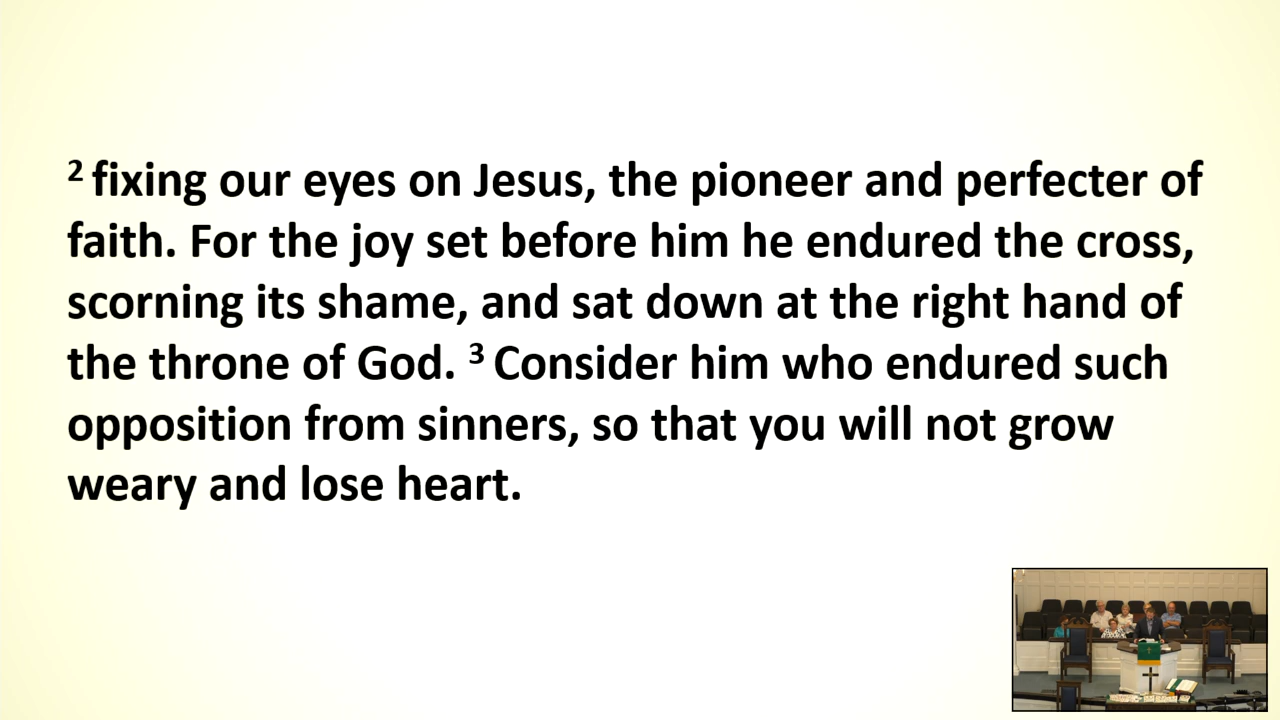 2 fixing our eyes on Jesus, the pioneer and perfecter of
faith. For the joy set before him he endured the cross,
scorning its shame, and sat down at the right hand of
the throne of God. 3 Consider him who endured such
opposition from sinners, so that you will not grow
weary and lose heart.